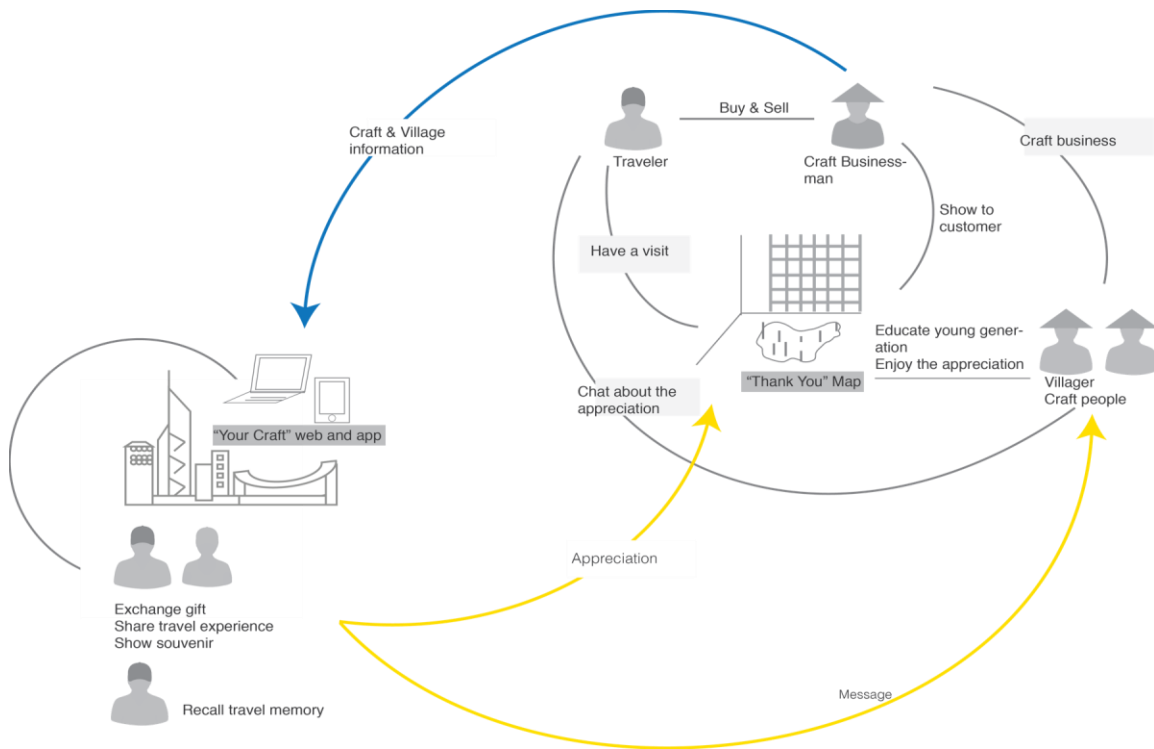 Buy & Sell
Craft & Village
information
Traveler
Craft Business-
man
Craft business
Show to
customer
Have a visit
Educate young gener-
ation
Enjoy the appreciation
"Thank You" Map
Villager
Craft people
Chat about the
appreciation
"Your Craft" web and app
Appreciation
Exchange gift
Share travel experience
Show souvenir
Message
Recall travel memory